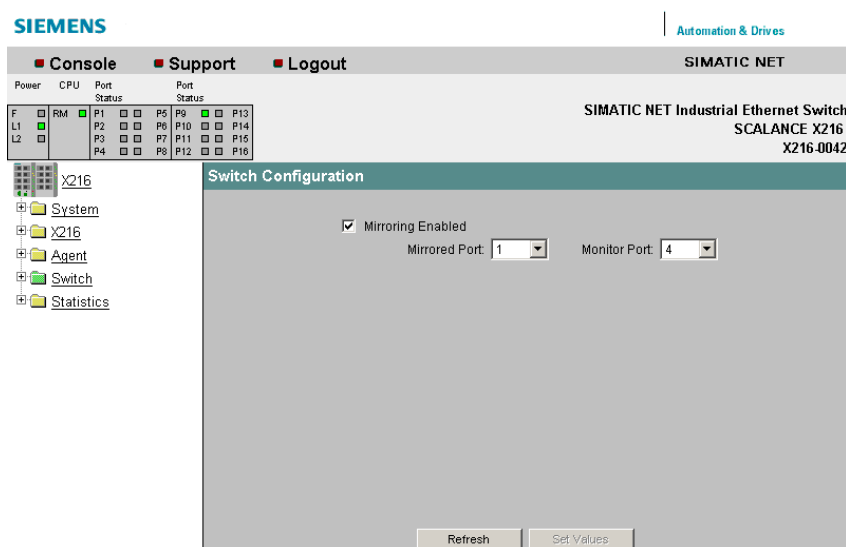 SIEMENS
Automation & Drives
Console Support Logout SIMATIC NET
Power CPU Port Status Port Status
F RM P1 P5 P9 P13
L1 P2 P6 P10 P14
L2 P3 P7 P11 P15
P4 P8 P12 P16
SIMATIC NET Industrial Ethernet Switch
SCALANCE X216
X216-0042
X216
Switch Configuration
System
X216
Agent
Switch
Statistics
Mirroring Enabled
Mirrored Port: 1 Monitor Port: 4
Refresh Set Values